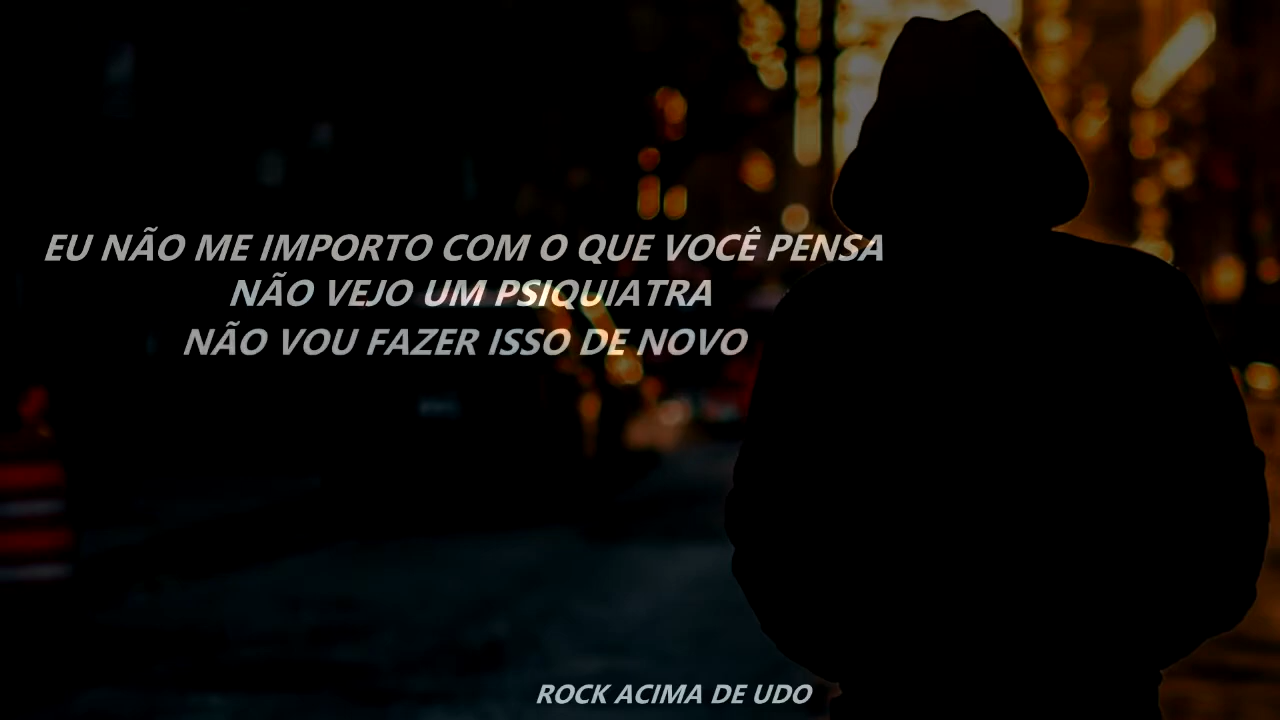 EU NÃO ME IMPORTO COM O QUE VOCÊ PENSA
NÃO VEJO UM PSIQUIATRA
NÃO VOU FAZER ISSO DE NOVO
ROCK ACIMA DE UDO